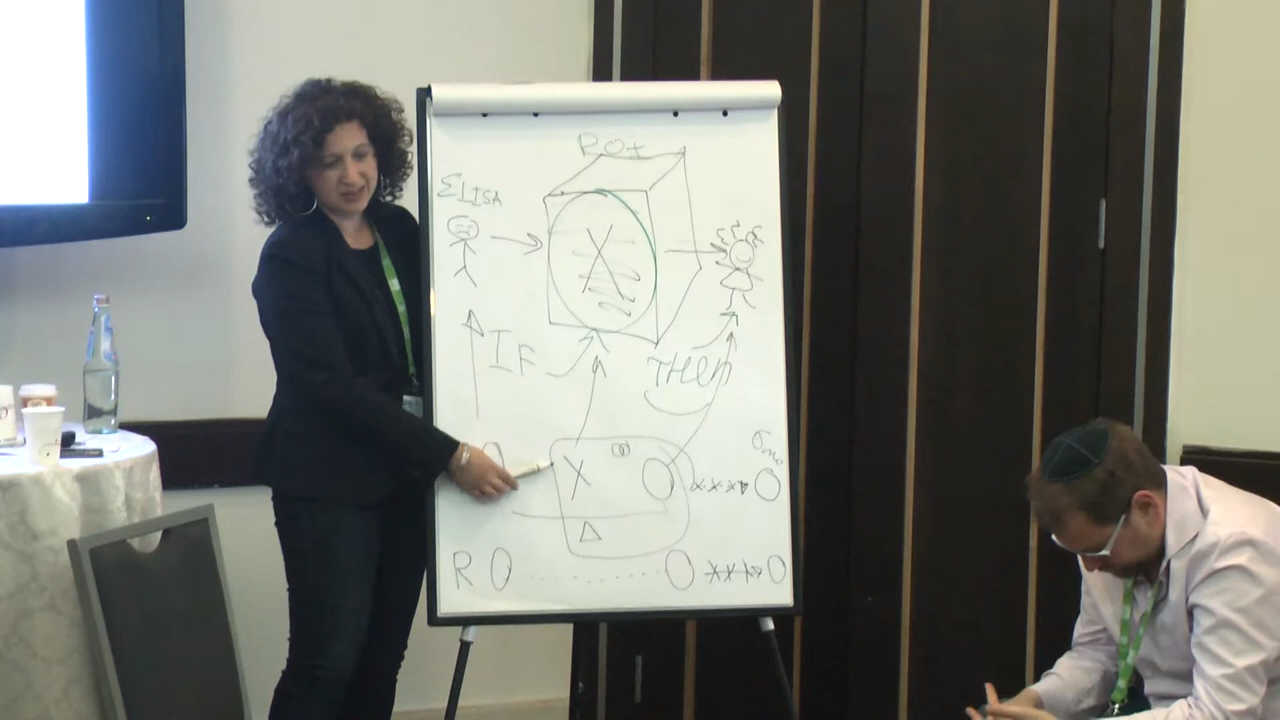 ROI
ELISA
X
IF
THEN
X O
O
R O O O